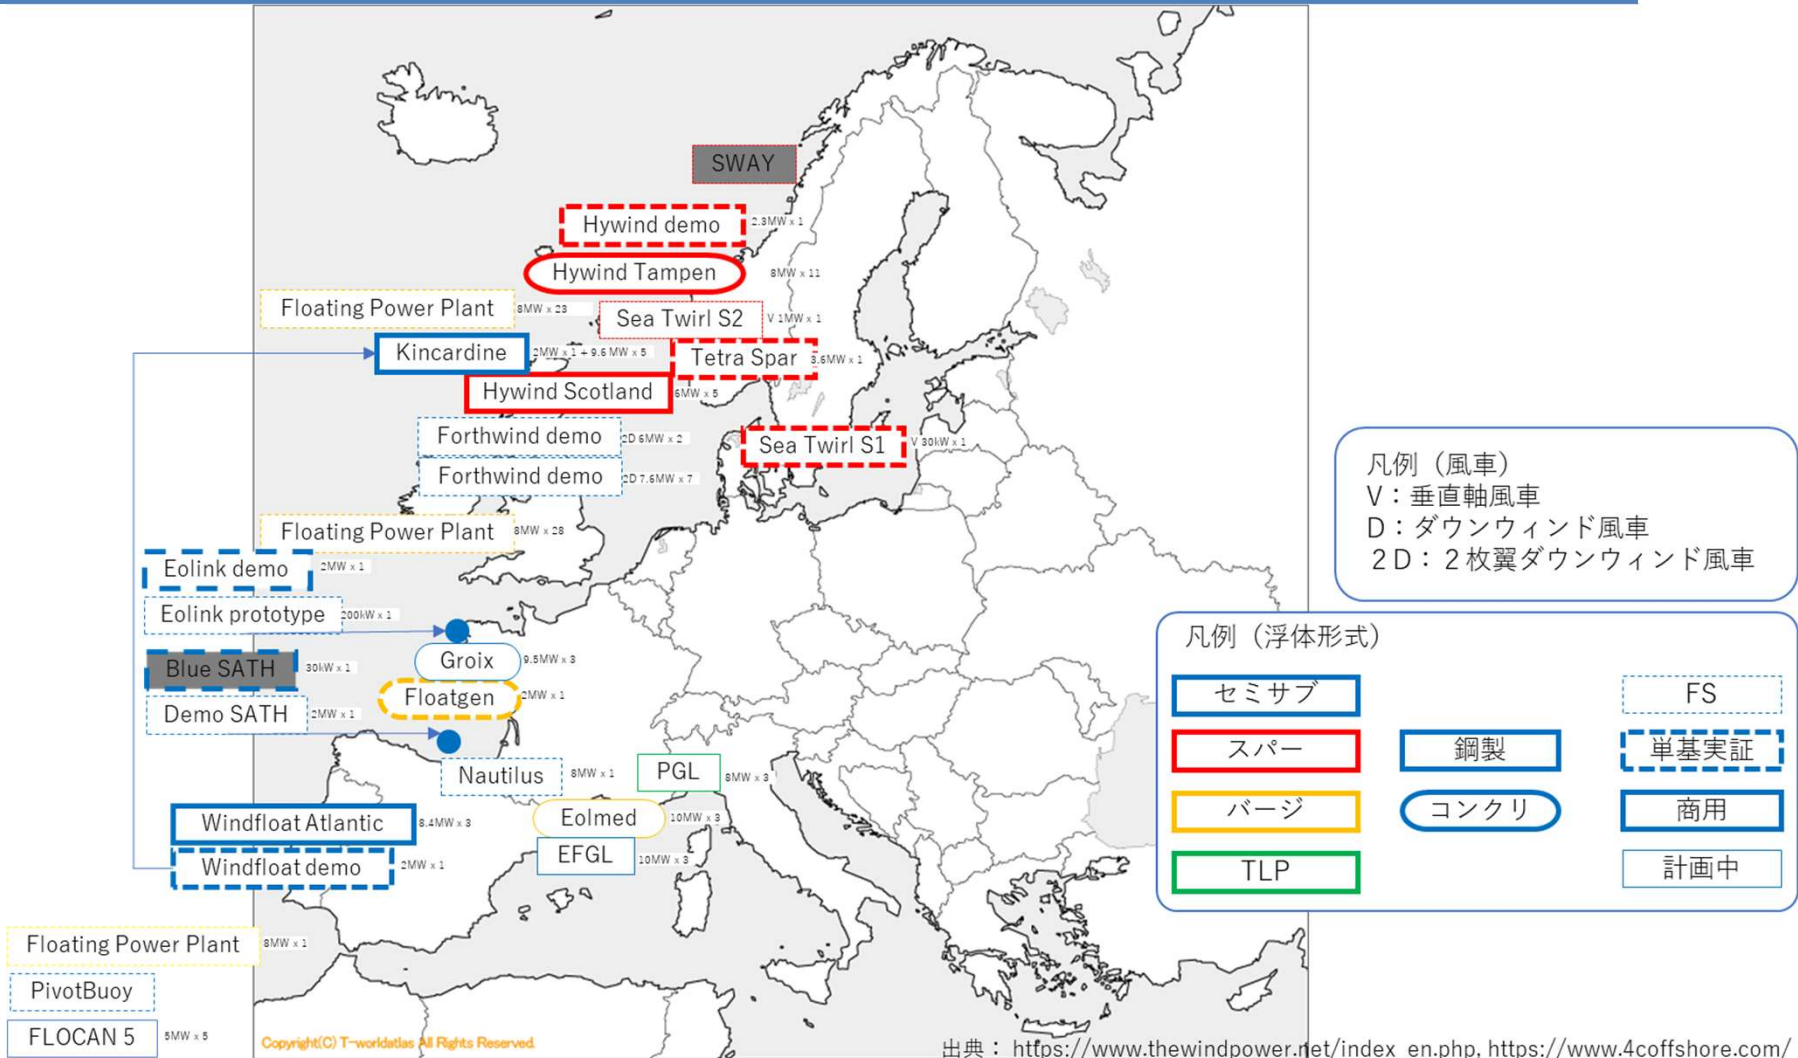 SWAY
Hywind demo 2.3MW x 1
Hywind Tampen 8MW x 11
Floating Power Plant 8MW x 23
Sea Twirl S2 V 1MW x 1
Kincardine 2MW x 1 + 9.6 MW x 5
Tetra Spar 3.6MW x 1
Hywind Scotland 6MW x 5
Forthwind demo 2D 6MW x 2
Sea Twirl S1 V 30kW x 1
Forthwind demo 2D 7.6MW x 7
Floating Power Plant 8MW x 28
Eolink demo 2MW x 1
Eolink prototype 200kW x 1
Groix 9.5MW x 3
Blue SATH 30kW x 1
Floatgen 2MW x 1
Demo SATH 2MW x 1
Nautilus 8MW x 1
PGL 8MW x 3
Windfloat Atlantic 8.4MW x 3
Eolmed 10MW x 3
EFGL 10MW x 3
Windfloat demo 2MW x 1
Floating Power Plant 8MW x 1
PivotBuoy
FLOCAN 5 5MW x 5
凡例（風車）
V：垂直軸風車
D：ダウンウィンド風車
２D：２枚翼ダウンウィンド風車
凡例（浮体形式）
セミサブ FS
スパー 鋼製 単基実証
バージ コンクリ 商用
TLP 計画中
Copyright(C) T-worldatlas All Rights Reserved.
出典： https://www.thewindpower.net/index_en.php, https://www.4coffshore.com/